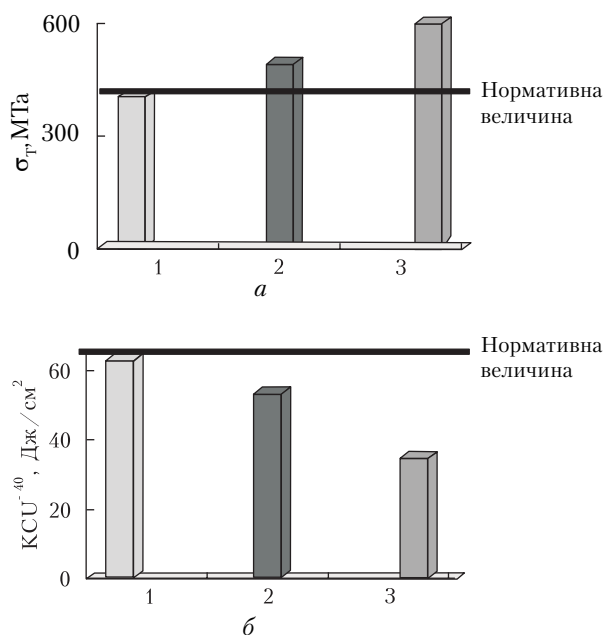 600
300
0
σт,МТа
Нормативна
величина
1 2 3
а
60
40
20
0
KCU⁻⁴⁰, Дж/см²
Нормативна
величина
1 2 3
б